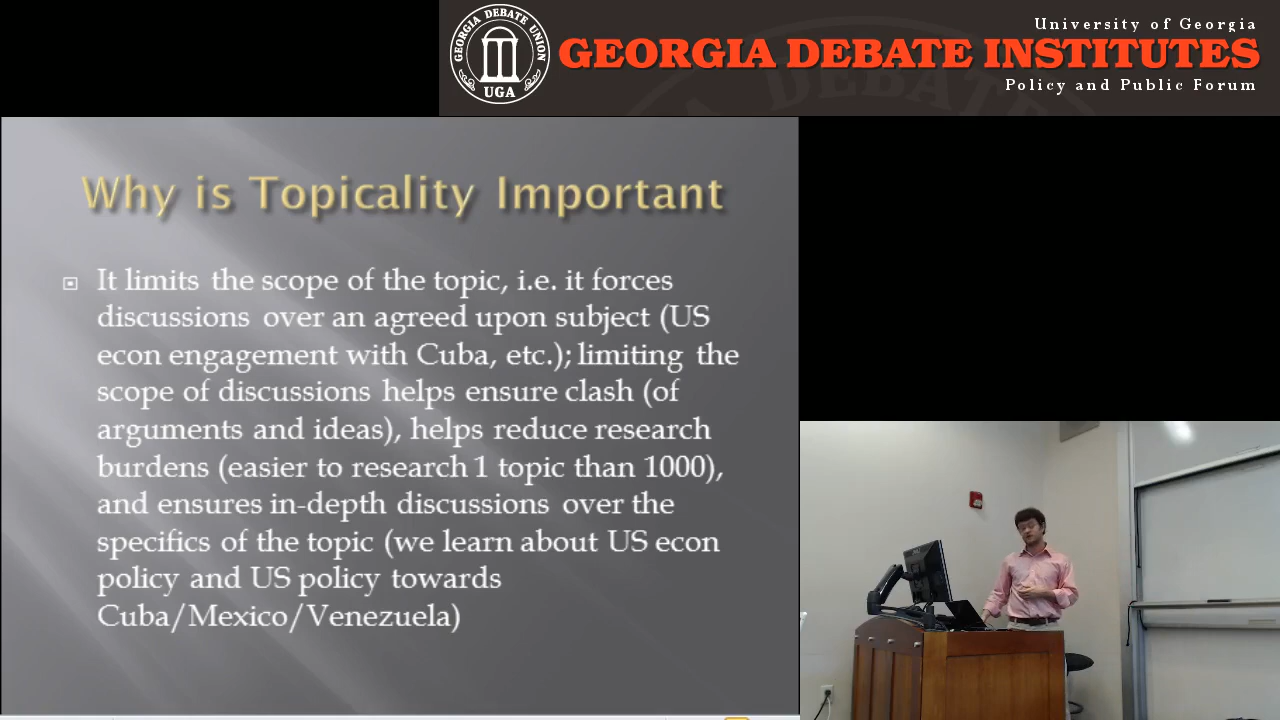 University of Georgia
GEORGIA DEBATE INSTITUTES
Policy and Public Forum
GEORGIA DEBATE UNION
UGA
Why is Topicality Important
It limits the scope of the topic, i.e. it forces
discussions over an agreed upon subject (US
econ engagement with Cuba, etc.); limiting the
scope of discussions helps ensure clash (of
arguments and ideas), helps reduce research
burdens (easier to research 1 topic than 1000),
and ensures in-depth discussions over the
specifics of the topic (we learn about US econ
policy and US policy towards
Cuba/Mexico/Venezuela)